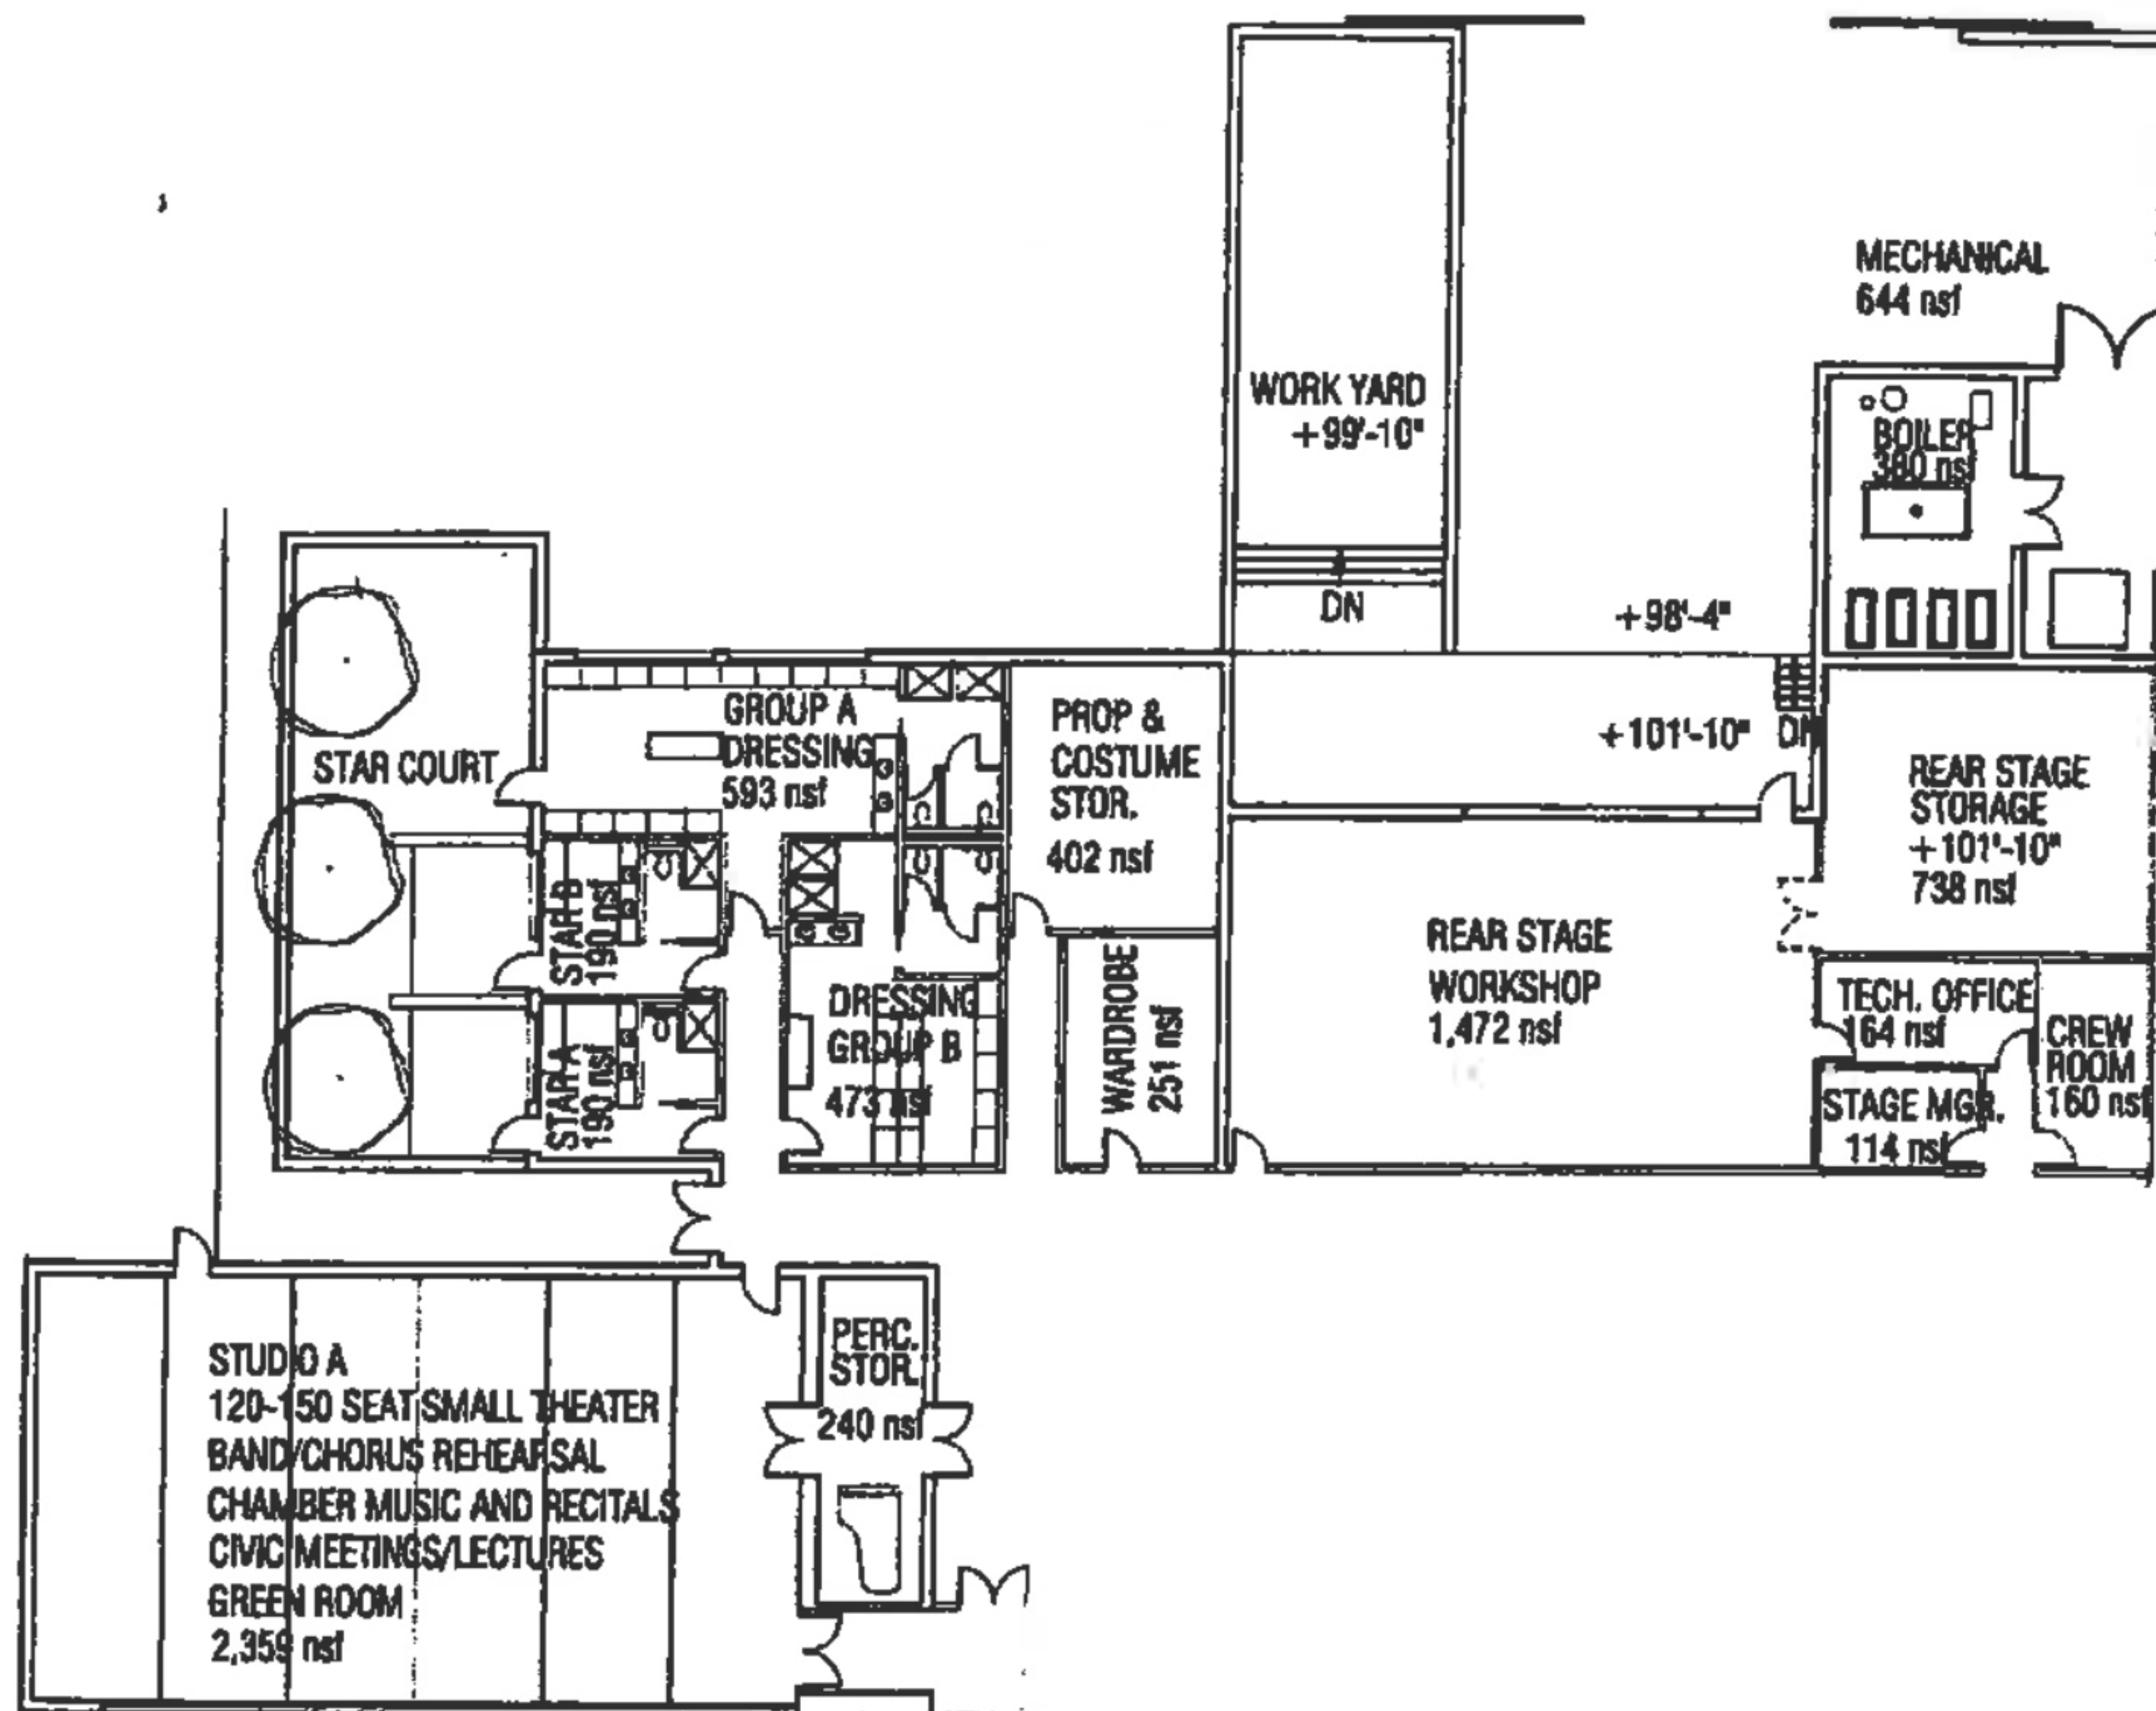 MECHANICAL
644 nsf
WORK YARD
+99'-10"
BOILER
380 nsf
DN
+98'-4"
GROUP A
DRESSING
593 nsf
STAR COURT
PROP &
COSTUME
STOR.
402 nsf
+101'-10" DN
REAR STAGE
STORAGE
+101'-10"
738 nsf
STAR B
190 nsf
STAR A
190 nsf
DRESSING
GROUP B
473 nsf
WARDROBE
251 nsf
REAR STAGE
WORKSHOP
1,472 nsf
TECH. OFFICE
164 nsf
CREW
ROOM
160 nsf
STAGE MGR.
114 nsf
PERC.
STOR.
240 nsf
STUDIO A
120-150 SEAT SMALL THEATER
BAND/CHORUS REHEARSAL
CHAMBER MUSIC AND RECITALS
CIVIC MEETINGS/LECTURES
GREEN ROOM
2,359 nsf